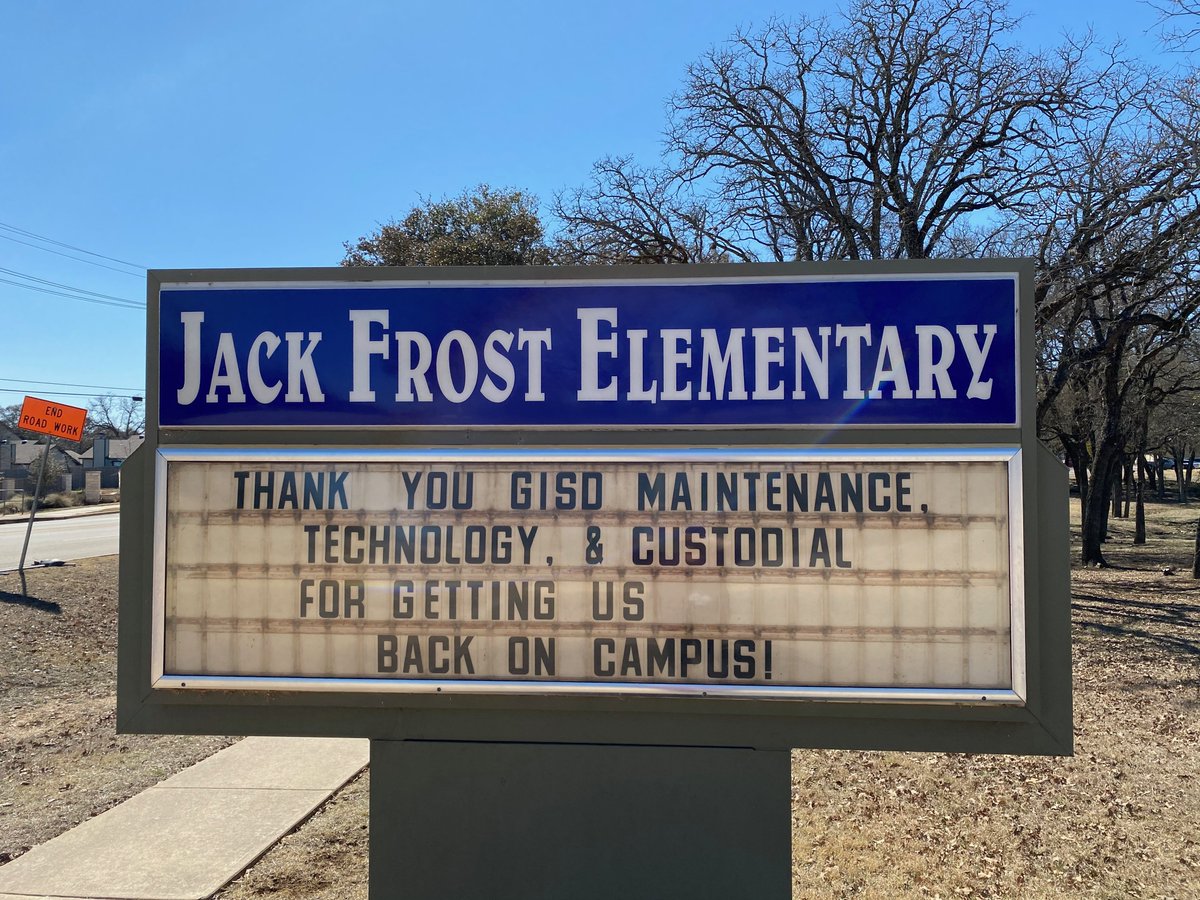 JACK FROST ELEMENTARY
THANK YOU GISD MAINTENANCE,
TECHNOLOGY, & CUSTODIAL
FOR GETTING US
BACK ON CAMPUS!
END
ROAD WORK